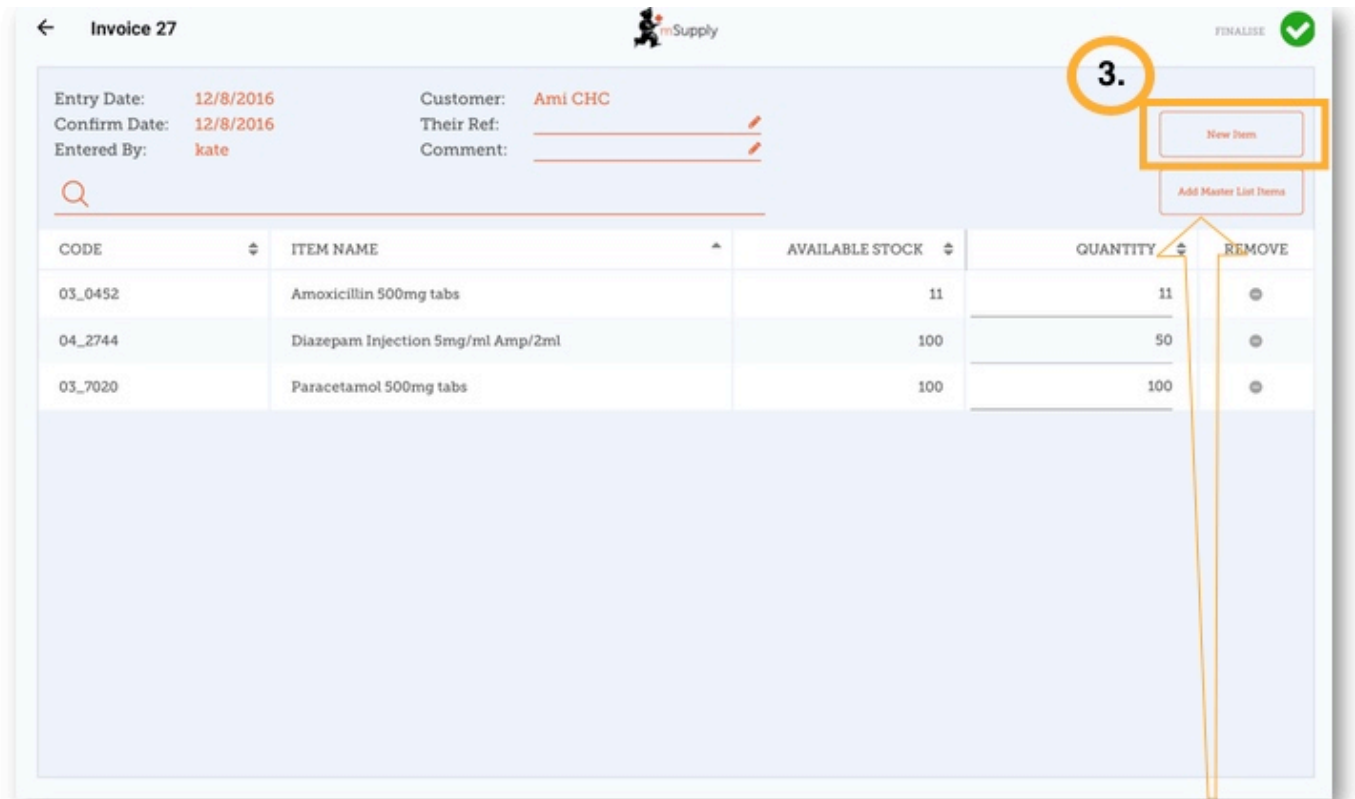 Invoice 27
mSupply
FINALISE
3.
Entry Date: 12/8/2016 Customer: Ami CHC
Confirm Date: 12/8/2016 Their Ref:
Entered By: kate Comment:
New Item
Add Master List Items
CODE ITEM NAME AVAILABLE STOCK QUANTITY REMOVE
03_0452 Amoxicillin 500mg tabs 11 11
04_2744 Diazepam Injection 5mg/ml Amp/2ml 100 50
03_7020 Paracetamol 500mg tabs 100 100